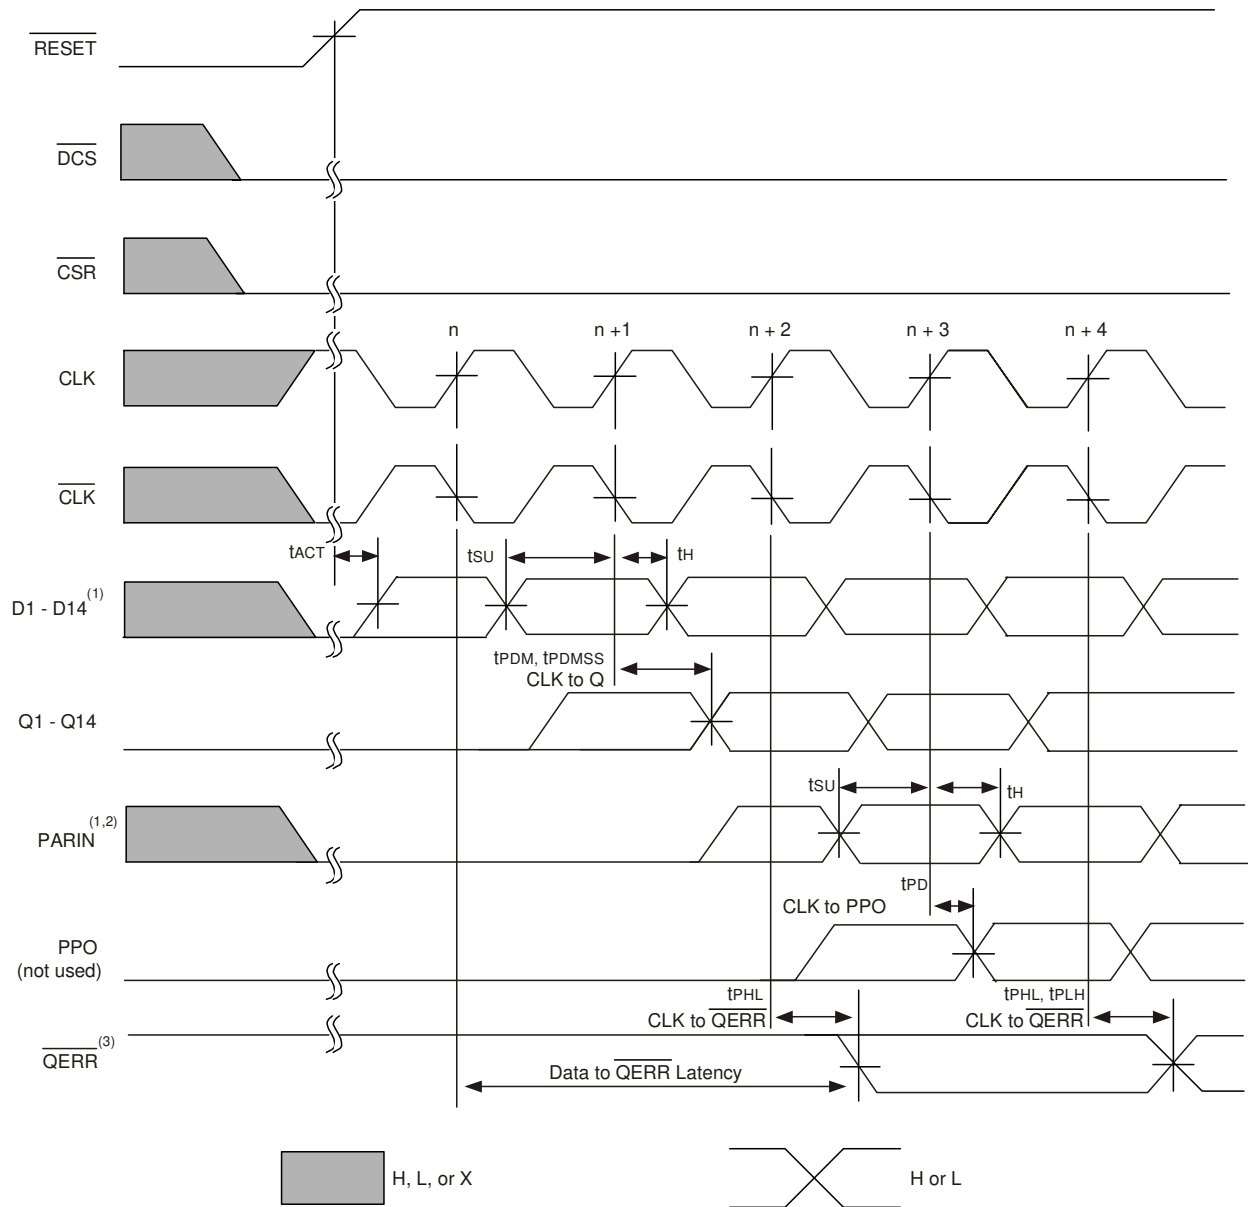 RESET
DCS
CSR
n
n +1
n + 2
n + 3
n + 4
CLK
CLK
tACT
tSU
tH
D1 - D14(1)
tPDM, tPDMSS
CLK to Q
Q1 - Q14
tSU
tH
PARIN(1,2)
tPD
CLK to PPO
PPO
(not used)
tPHL
CLK to QERR
tPHL, tPLH
CLK to QERR
QERR(3)
Data to QERR Latency
H, L, or X
H or L